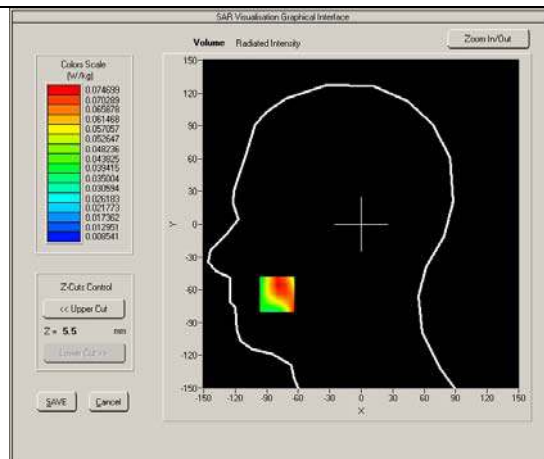 SAR Visualisation Graphical Interface
Volume Radiated Intensity
Zoom In/Out
Colors Scale
(W/kg)
0.074699
0.070289
0.065878
0.061468
0.057057
0.052647
0.048236
0.043825
0.039415
0.035004
0.030594
0.026183
0.021773
0.017362
0.012951
0.008541
Z-Cuts Control
<< Upper Cut
Z = 5.5 mm
Lower Cut >>
SAVE Cancel
150
120
90
60
30
0
-30
-60
-90
-120
-150
Y
-150 -120 -90 -60 -30 0 30 60 90 120 150
X